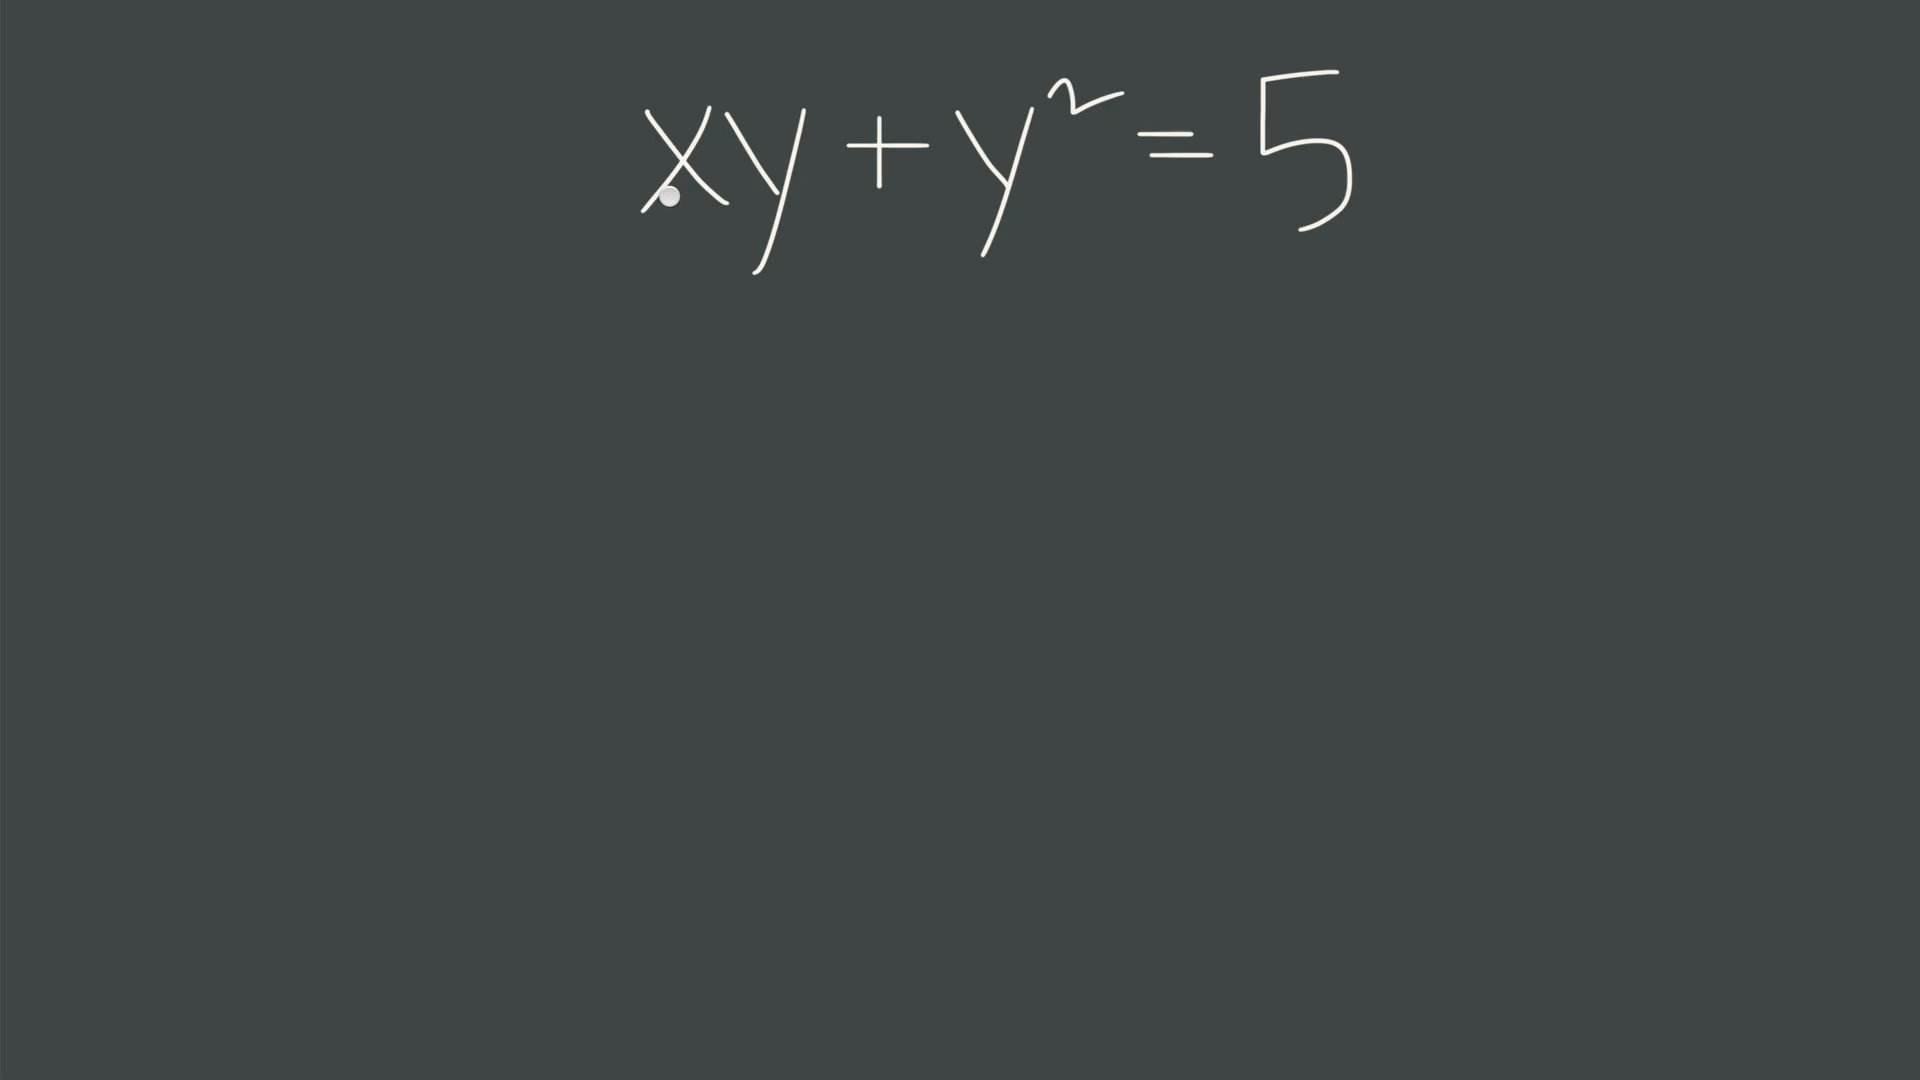 xy + y² = 5